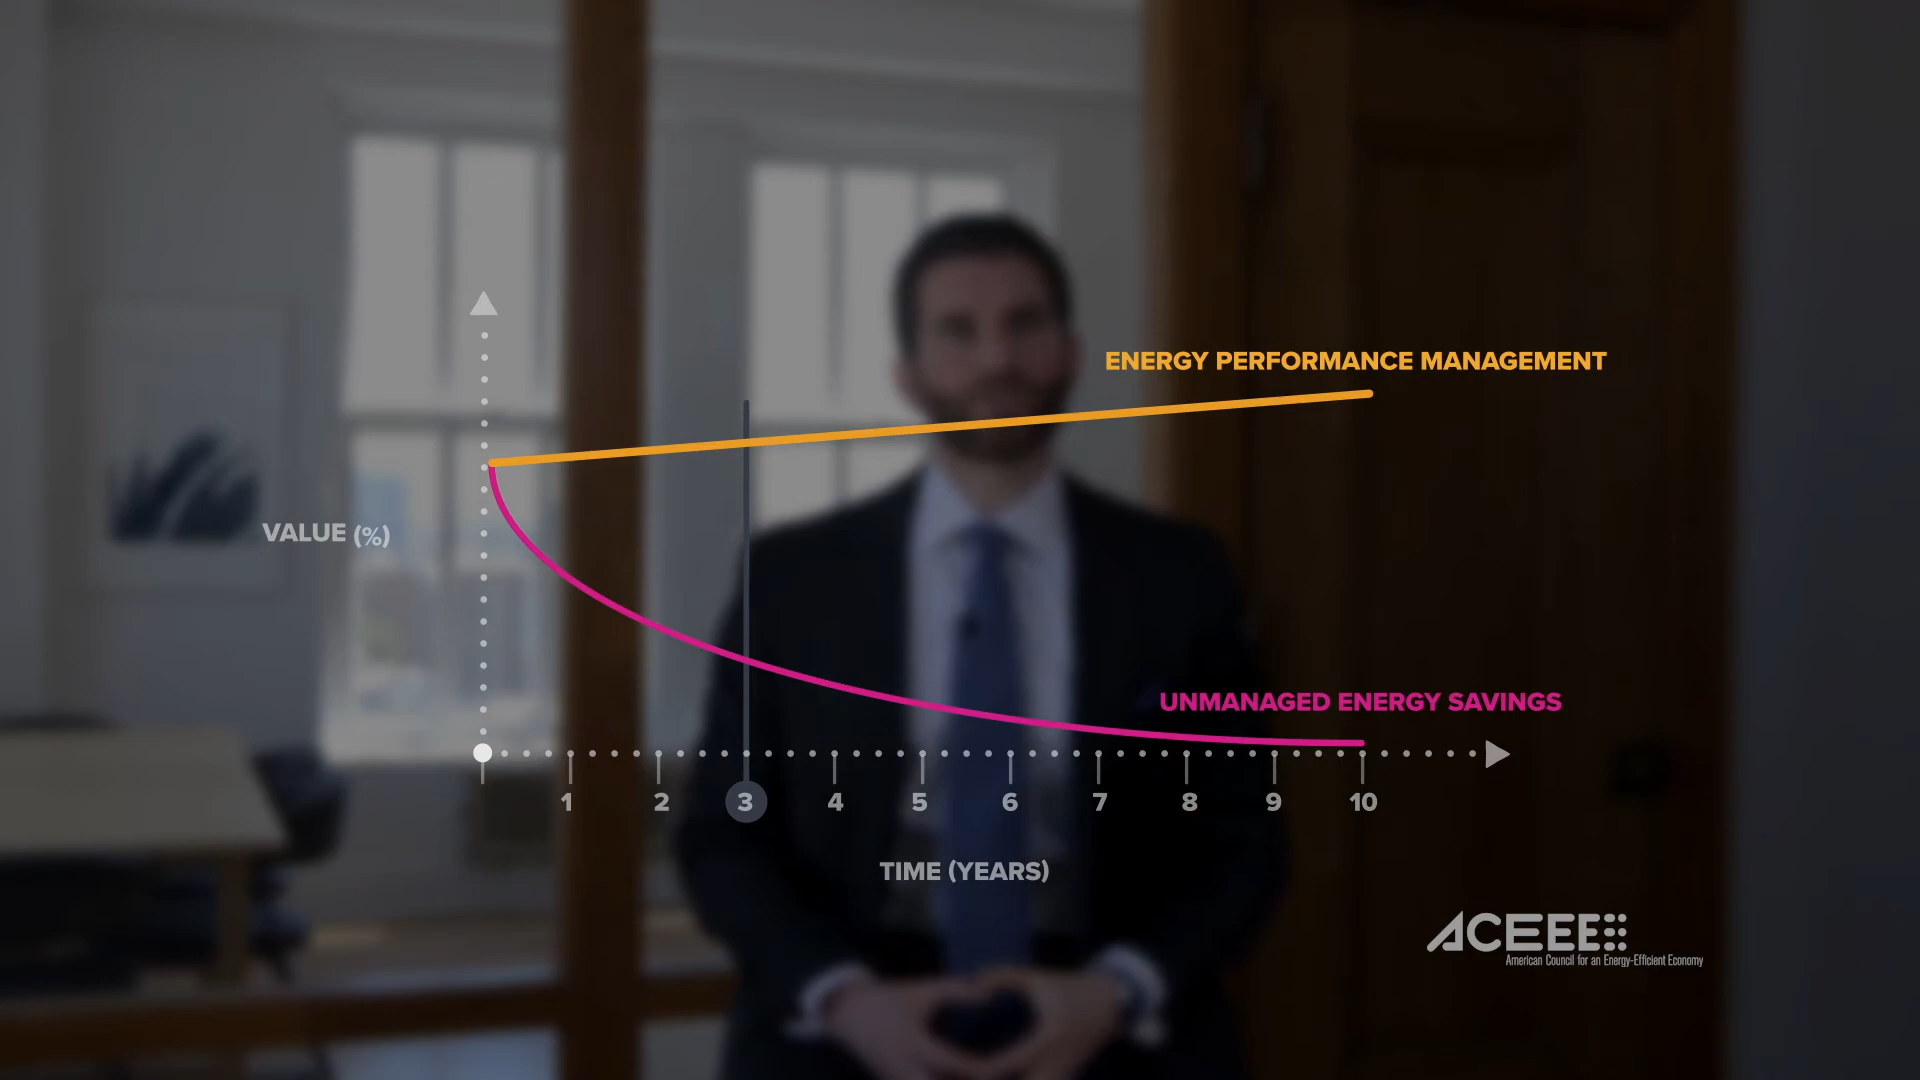 ENERGY PERFORMANCE MANAGEMENT
VALUE (%)
UNMANAGED ENERGY SAVINGS
1 2 3 4 5 6 7 8 9 10
TIME (YEARS)
ACEEE
American Council for an Energy-Efficient Economy